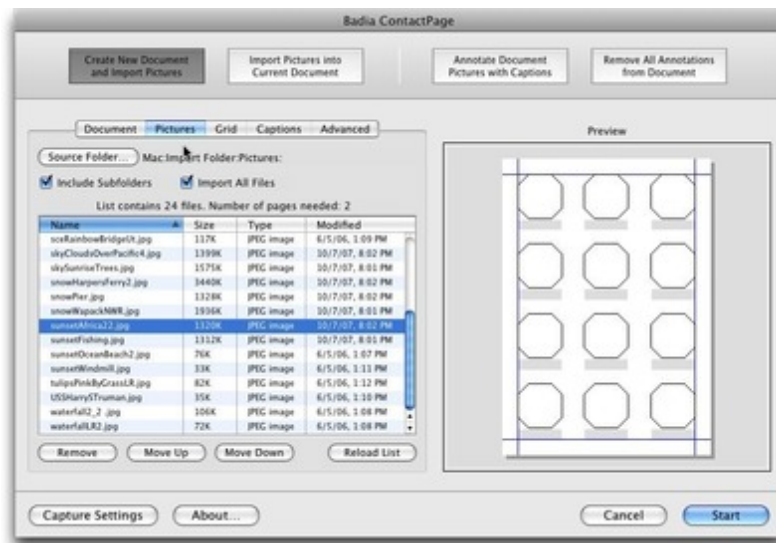 Badia ContactPage
Create New Document
and Import Pictures
Import Pictures into
Current Document
Annotate Document
Pictures with Captions
Remove All Annotations
from Document
Document Pictures Grid Captions Advanced
Preview
Source Folder... Mac:Import Folder:Pictures:
Include Subfolders Import All Files
List contains 24 files. Number of pages needed: 2
Name Size Type Modified
sceRainbowBridgeUt.jpg 117K JPEG image 6/5/06, 1:09 PM
skyCloudsOverPacific4.jpg 1399K JPEG image 10/7/07, 8:02 PM
skySunriseTrees.jpg 1575K JPEG image 10/7/07, 8:01 PM
snowHarpersFerry2.jpg 3440K JPEG image 10/7/07, 8:02 PM
snowPier.jpg 1328K JPEG image 10/7/07, 8:02 PM
snowWapackNWR.jpg 1936K JPEG image 10/7/07, 8:01 PM
sunsetAfrica22.jpg 1320K JPEG image 10/7/07, 8:02 PM
sunsetFishing.jpg 1312K JPEG image 10/7/07, 8:01 PM
sunsetOceanBeach2.jpg 76K JPEG image 6/5/06, 1:07 PM
sunsetWindmill.jpg 33K JPEG image 6/5/06, 1:11 PM
tulipsPinkByGrassLR.jpg 82K JPEG image 6/5/06, 1:12 PM
USSHarrySTruman.jpg 35K JPEG image 6/5/06, 1:10 PM
waterfall2_2 .jpg 106K JPEG image 6/5/06, 1:08 PM
waterfallLR2.jpg 72K JPEG image 6/5/06, 1:08 PM
Remove Move Up Move Down Reload List
Capture Settings About... Cancel Start